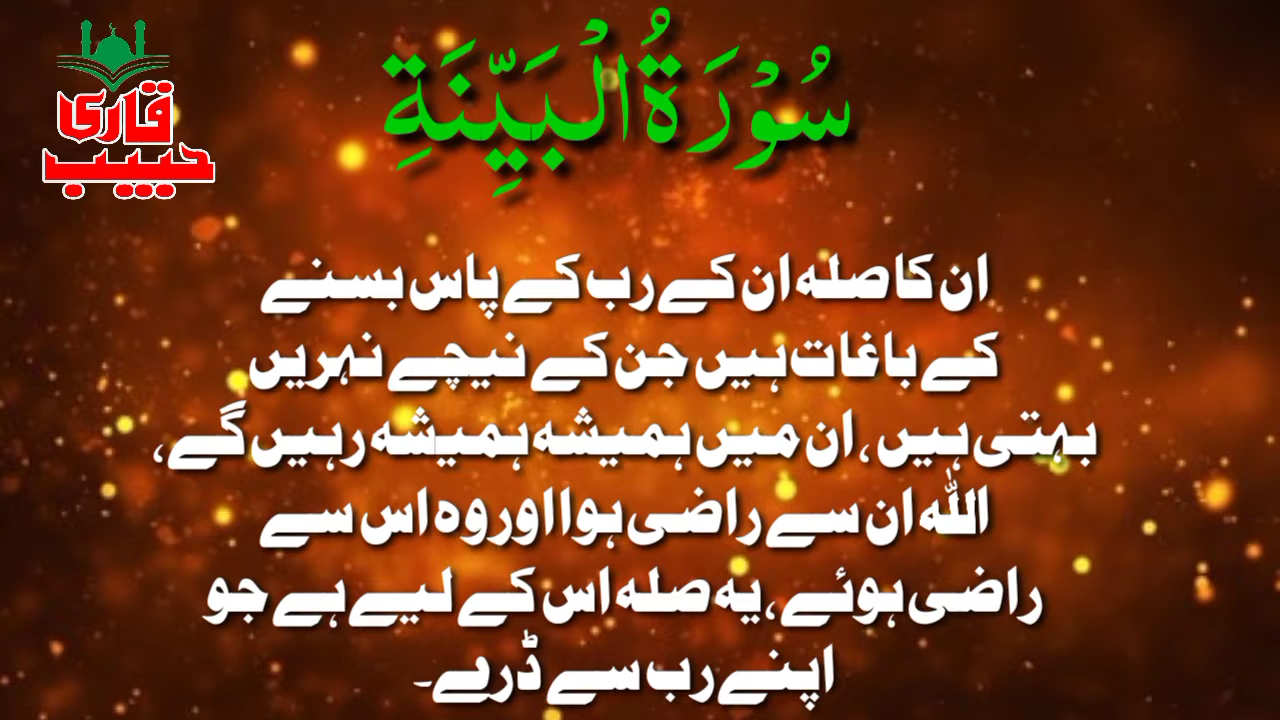 سُوْرَةُ الْبَيِّنَةِ
قاری
حبیب
ان کا صلہ ان کے رب کے پاس بسنے
کے باغات ہیں جن کے نیچے نہریں
بہتی ہیں، ان میں ہمیشہ ہمیشہ رہیں گے،
اللہ ان سے راضی ہوا اور وہ اس سے
راضی ہوئے، یہ صلہ اس کے لیے ہے جو
اپنے رب سے ڈرے۔